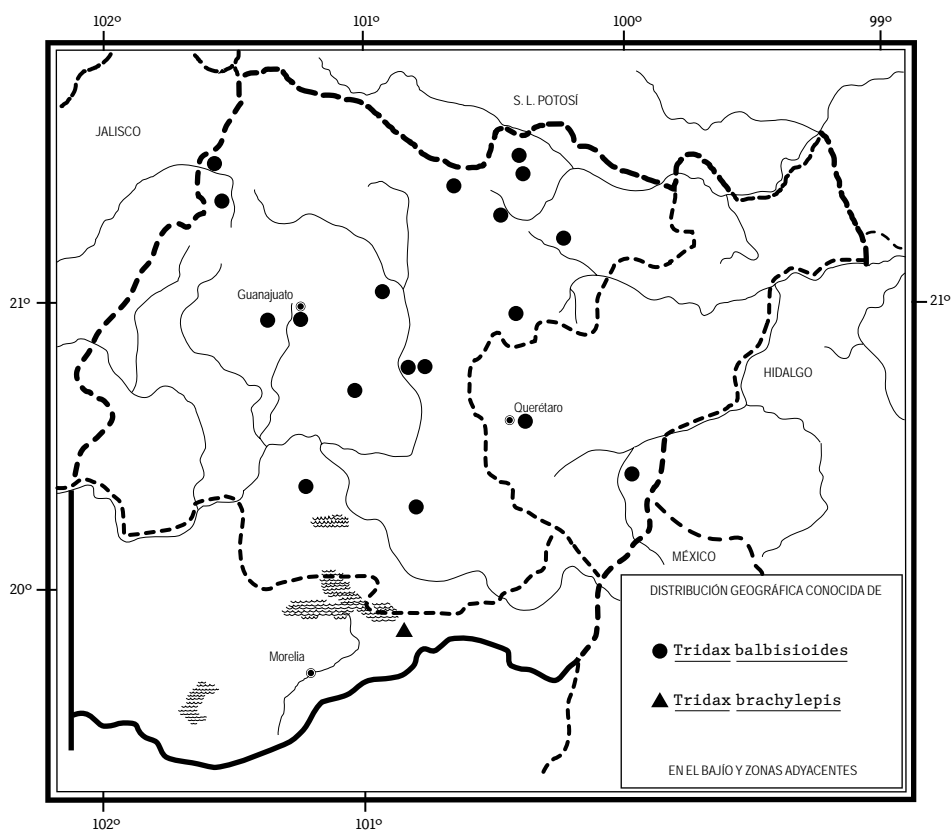 102º 101º 100º 99º
S. L. POTOSÍ
JALISCO
Guanajuato
21º 21º
HIDALGO
Querétaro
MÉXICO
20º
DISTRIBUCIÓN GEOGRÁFICA CONOCIDA DE
Tridax balbisioides
Morelia
Tridax brachylepis
EN EL BAJÍO Y ZONAS ADYACENTES
102º 101º